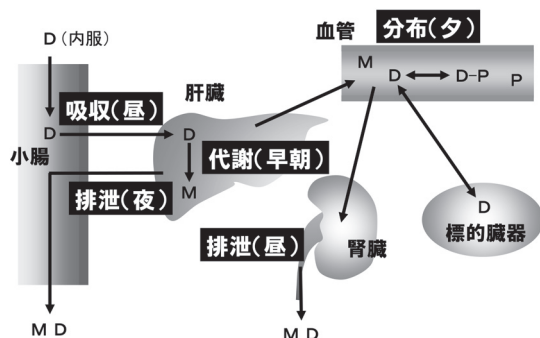 D (内服)
血管
分布(夕)
M
D
D-P
P
吸収(昼)
肝臓
D
D
小腸
代謝(早朝)
M
排泄(夜)
排泄(昼)
腎臓
D
標的臓器
M D
M D